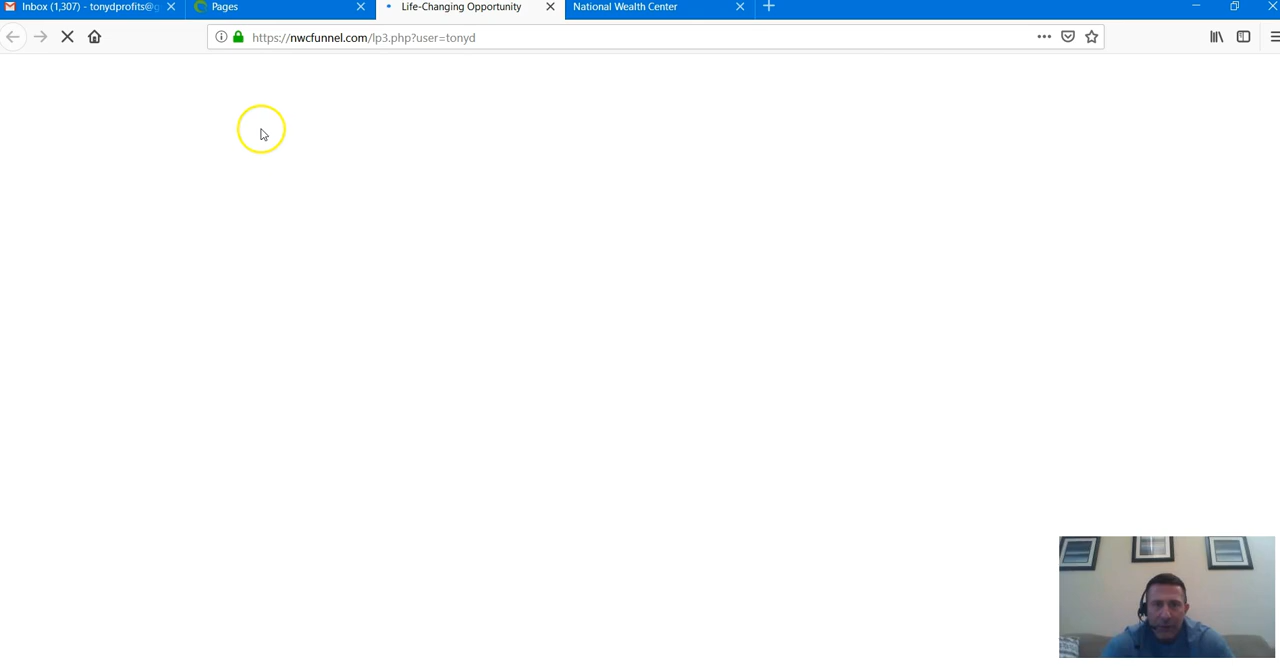 Inbox (1,307) - tonydprofits@g
Pages
Life-Changing Opportunity
National Wealth Center
https://nwcfunnel.com/lp3.php?user=tonyd